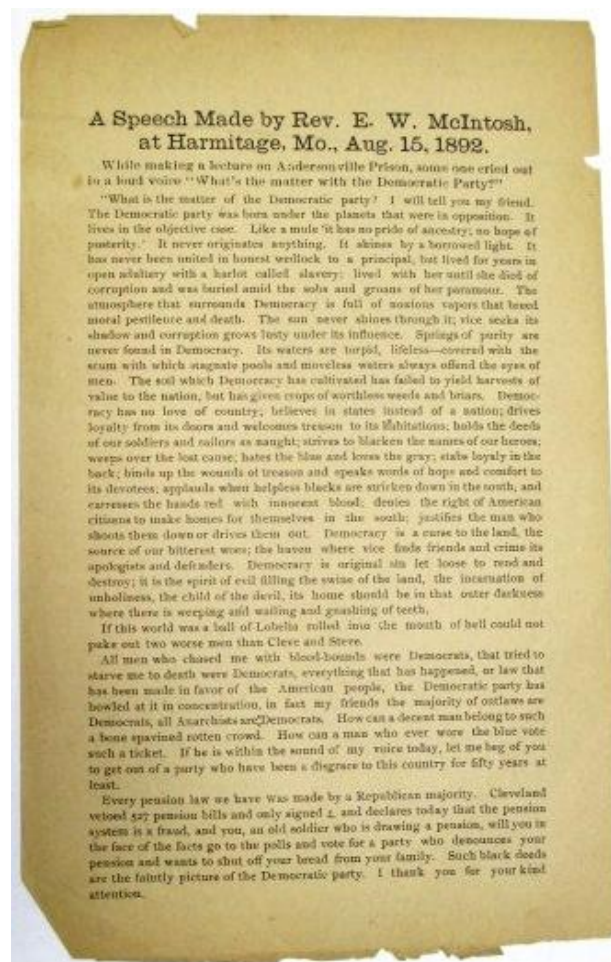 A Speech Made by Rev. E. W. McIntosh,
at Harmitage, Mo., Aug. 15, 1892.
While making a lecture on Andersonville Prison, some one cried out
in a loud voice "What's the matter with the Democratic Party?"
"What is the matter of the Democratic party? I will tell you my friend.
The Democratic party was born under the planets that were in opposition. It
lives in the objective case. Like a mule 'it has no pride of ancestry; no hope of
posterity.' It never originates anything. It shines by a borrowed light. It
has never been united in honest wedlock to a principal, but lived for years in
open adultery with a harlot called slavery; lived with her until she died of
corruption and was buried amid the sobs and groans of her paramour. The
atmosphere that surrounds Democracy is full of noxious vapors that breed
moral pestilence and death. The sun never shines through it; vice seeks its
shadow and corruption grows lusty under its influence. Springs of purity are
never found in Democracy. Its waters are turpid, lifeless—covered with the
scum with which stagnate pools and moveless waters always offend the eyes of
men. The soil which Democracy has cultivated has failed to yield harvests of
value to the nation, but has given crops of worthless weeds and briars. Democ-
racy has no love of country; believes in states instead of a nation; drives
loyalty from its doors and welcomes treason to its habitations; holds the deeds
of our soldiers and sailors as naught; strives to blacken the names of our heroes;
weeps over the lost cause, hates the blue and loves the gray; stabs loyaly in the
back; binds up the wounds of treason and speaks words of hope and comfort to
its devotees; applauds when helpless blacks are stricken down in the south, and
carresses the hands red with innocent blood; denies the right of American
citizens to make homes for themselves in the south; justifies the man who
shoots them down or drives them out. Democracy is a curse to the land, the
source of our bitterest woes; the haven where vice finds friends and crime its
apologists and defenders. Democracy is original sin let loose to rend and
destroy; it is the spirit of evil filling the swine of the land, the incarnation of
unholiness, the child of the devil, its home should be in that outer darkness
where there is weeping and wailing and gnashing of teeth.
If this world was a ball of Lobelia rolled into the mouth of hell could not
puke out two worse men than Cleve and Steve.
All men who chased me with blood-hounds were Democrats, that tried to
starve me to death were Democrats, everything that has happened, or law that
has been made in favor of the American people, the Democratic party has
howled at it in concentration, in fact my friends the majority of outlaws are
Democrats, all Anarchists are Democrats. How can a decent man belong to such
a bone spavined rotten crowd. How can a man who ever wore the blue vote
such a ticket. If he is within the sound of my voice today, let me beg of you
to get out of a party who have been a disgrace to this country for fifty years at
least.
Every pension law we have was made by a Republican majority. Cleveland
vetoed 527 pension bills and only signed 4, and declares today that the pension
system is a fraud, and you, an old soldier who is drawing a pension, will you in
the face of the facts go to the polls and vote for a party who denounces your
pension and wants to shut off your bread from your family. Such black deeds
are the faintly picture of the Democratic party. I thank you for your kind
attention.